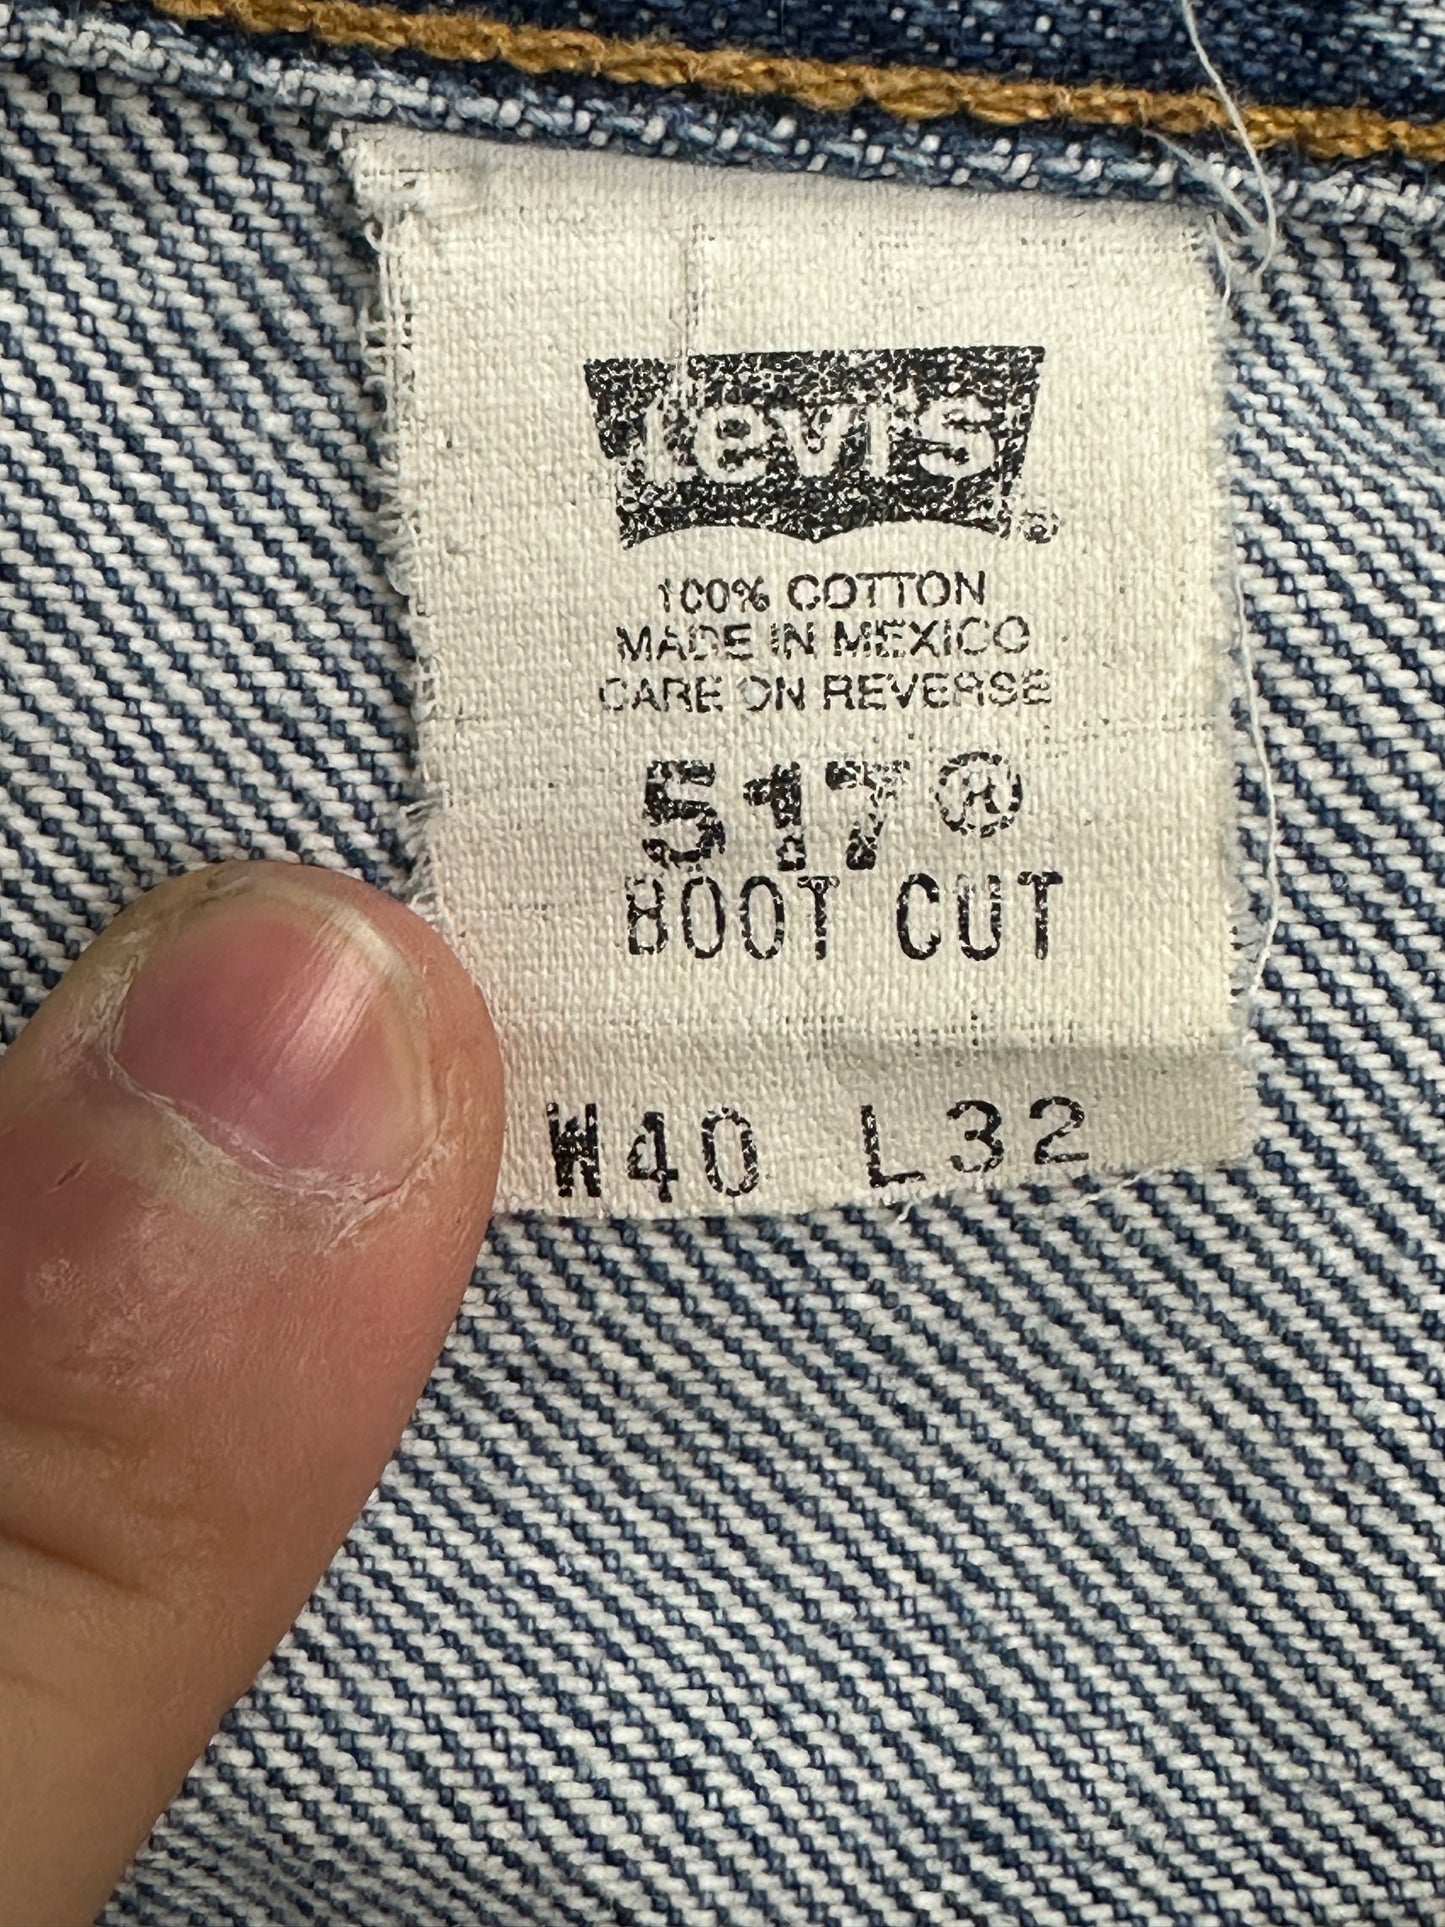 Levi's®
100% COTTON
MADE IN MEXICO
CARE ON REVERSE
517®
BOOT CUT
W40 L32